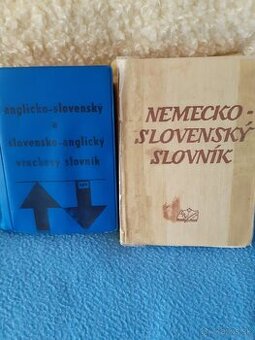 anglicko-slovenský
a
slovensko-anglický
vreckový slovník
NEMECKO-
SLOVENSKÝ
SLOVNÍK